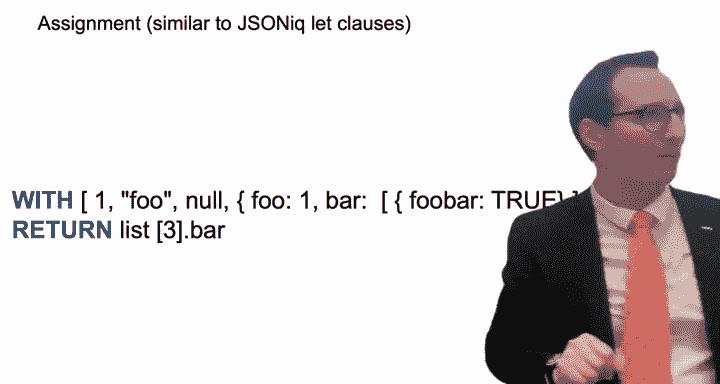 Assignment (similar to JSONiq let clauses)
WITH [ 1, "foo", null, { foo: 1, bar:  [ { foobar: TRUE} ]
RETURN list [3].bar